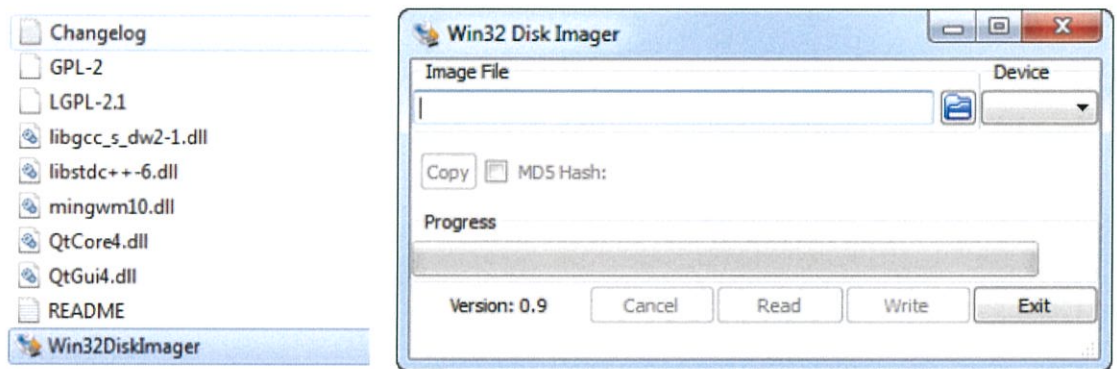 Changelog
GPL-2
LGPL-2.1
libgcc_s_dw2-1.dll
libstdc++-6.dll
mingwm10.dll
QtCore4.dll
QtGui4.dll
README
Win32DiskImager
Win32 Disk Imager
Image File Device
Copy MD5 Hash:
Progress
Version: 0.9 Cancel Read Write Exit